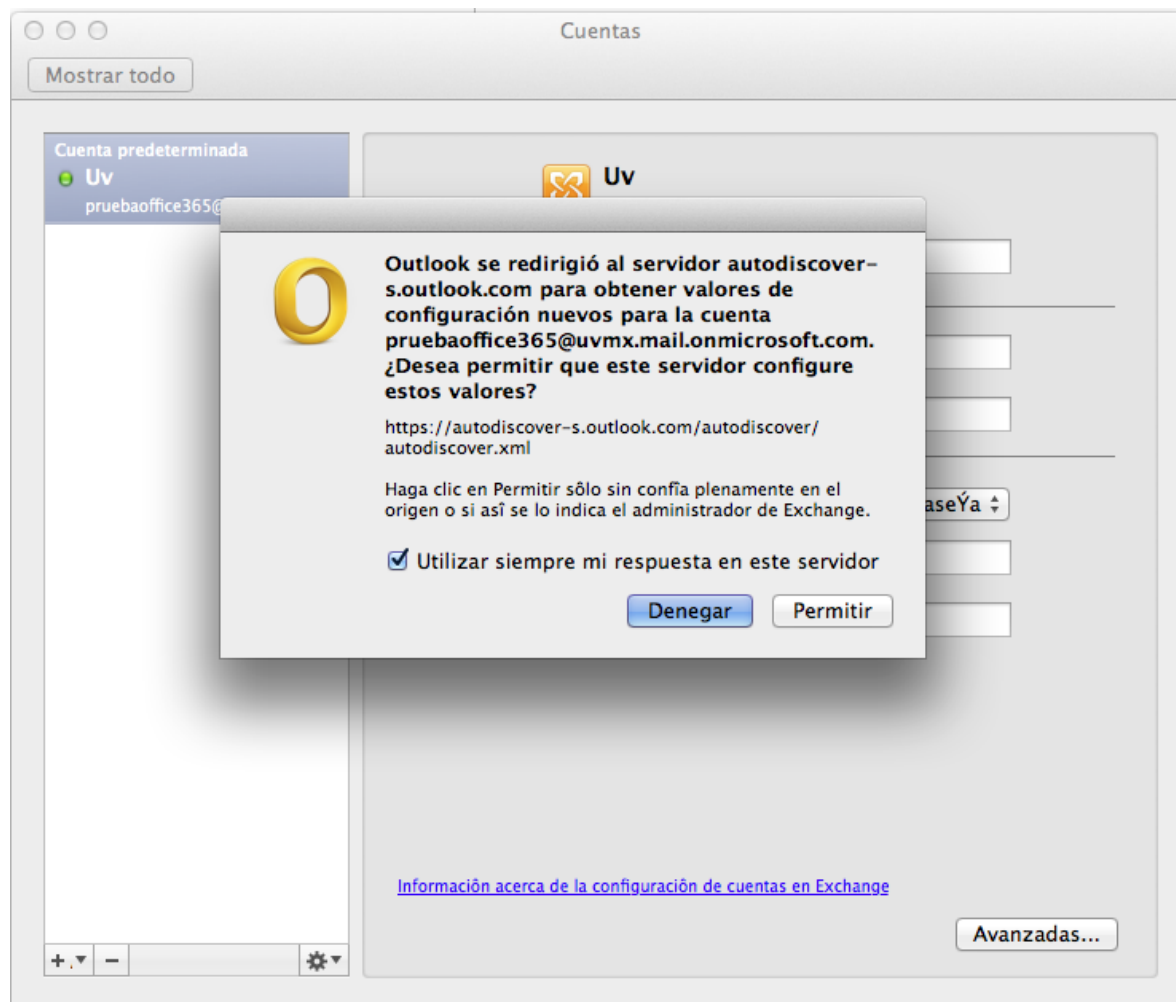 Cuentas
Mostrar todo
Cuenta predeterminada
Uv
pruebaoffice365@
Uv
Outlook se redirigió al servidor autodiscover-
s.outlook.com para obtener valores de
configuración nuevos para la cuenta
pruebaoffice365@uvmx.mail.onmicrosoft.com.
¿Desea permitir que este servidor configure
estos valores?
https://autodiscover-s.outlook.com/autodiscover/
autodiscover.xml
Haga clic en Permitir sôlo sin confîa plenamente en el
origen o si asî se lo indica el administrador de Exchange.
aseÝa
Utilizar siempre mi respuesta en este servidor
Denegar
Permitir
Informaciôn acerca de la configuraciôn de cuentas en Exchange
Avanzadas...